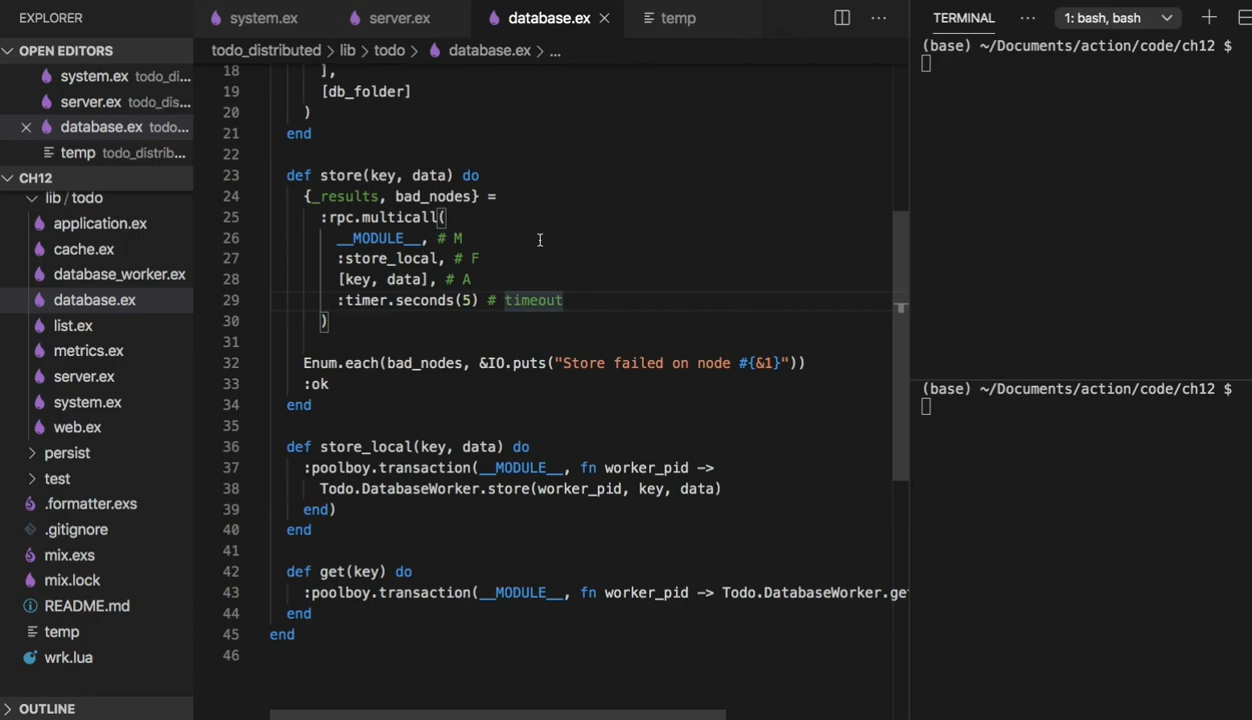 EXPLORER
OPEN EDITORS
system.ex todo_di...
server.ex todo_dis...
database.ex todo...
temp todo_distrib...
CH12
lib / todo
application.ex
cache.ex
database_worker.ex
database.ex
list.ex
metrics.ex
server.ex
system.ex
web.ex
persist
test
.formatter.exs
.gitignore
mix.exs
mix.lock
README.md
temp
wrk.lua
OUTLINE
system.ex server.ex database.ex temp
todo_distributed > lib > todo > database.ex > ...
18 ],
19 [db_folder]
20 )
21 end
22
23 def store(key, data) do
24 {_results, bad_nodes} =
25 :rpc.multicall(
26 __MODULE__, # M
27 :store_local, # F
28 [key, data], # A
29 :timer.seconds(5) # timeout
30 )
31
32 Enum.each(bad_nodes, &IO.puts("Store failed on node #{&1}"))
33 :ok
34 end
35
36 def store_local(key, data) do
37 :poolboy.transaction(__MODULE__, fn worker_pid ->
38 Todo.DatabaseWorker.store(worker_pid, key, data)
39 end)
40 end
41
42 def get(key) do
43 :poolboy.transaction(__MODULE__, fn worker_pid -> Todo.DatabaseWorker.get
44 end
45 end
46
TERMINAL ... 1: bash, bash
(base) ~/Documents/action/code/ch12 $
(base) ~/Documents/action/code/ch12 $